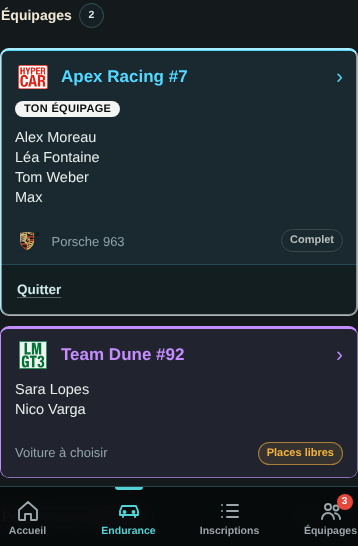 Équipages 2
HYPER
CAR
Apex Racing #7
TON ÉQUIPAGE
Alex Moreau
Léa Fontaine
Tom Weber
Max
Porsche 963
Complet
Quitter
LM
GT3
Team Dune #92
Sara Lopes
Nico Varga
Voiture à choisir
Places libres
3
Accueil
Endurance
Inscriptions
Équipages